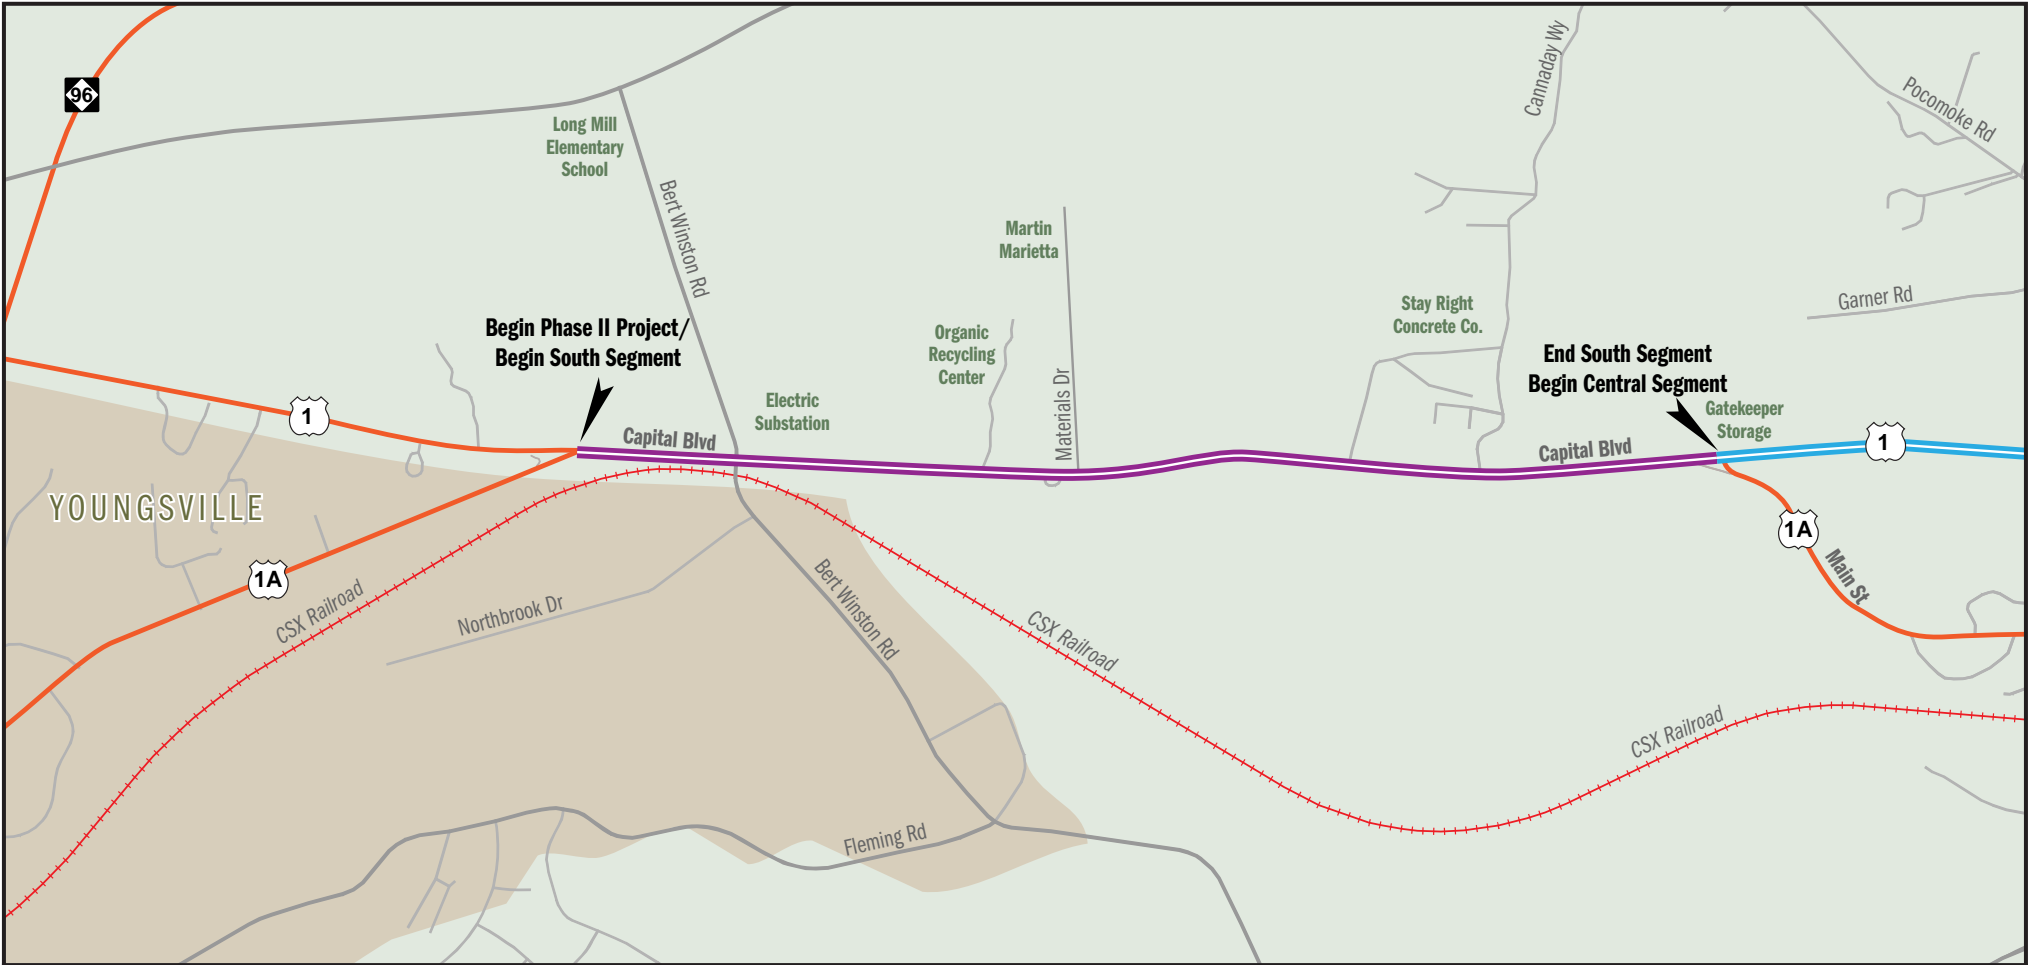 96
Long Mill
Elementary
School
Bert Winston Rd
Cannaday Wy
Pocomoke Rd
Martin
Marietta
Garner Rd
Stay Right
Concrete Co.
Begin Phase II Project/
Begin South Segment
Organic
Recycling
Center
Materials Dr
End South Segment
Begin Central Segment
Electric
Substation
Gatekeeper
Storage
1
Capital Blvd
Capital Blvd
1
YOUNGSVILLE
1A
1A
Main St
CSX Railroad
Northbrook Dr
Bert Winston Rd
CSX Railroad
CSX Railroad
Fleming Rd